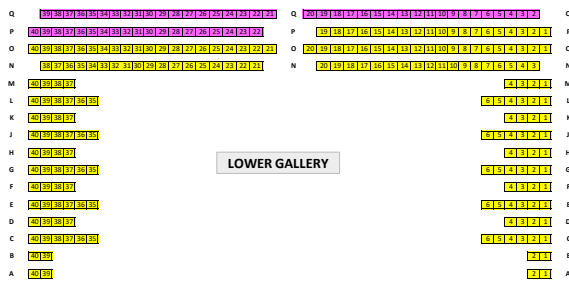 Q 39 38 37 36 35 34 33 32 31 30 29 28 27 26 25 24 23 22 21 Q 20 19 18 17 16 15 14 13 12 11 10 9 8 7 6 5 4 3 2
P 40 39 38 37 36 35 34 33 32 31 30 29 28 27 26 25 24 23 22 P 19 18 17 16 15 14 13 12 11 10 9 8 7 6 5 4 3 2 1
O 40 39 38 37 36 35 34 33 32 31 30 29 28 27 26 25 24 23 22 21 O 20 19 18 17 16 15 14 13 12 11 10 9 8 7 6 5 4 3 2 1
N 38 37 36 35 34 33 32 31 30 29 28 27 26 25 24 23 22 21 N 20 19 18 17 16 15 14 13 12 11 10 9 8 7 6 5 4 3
M 40 39 38 37 4 3 2 1
L 40 39 38 37 36 35 6 5 4 3 2 1
K 40 39 38 37 4 3 2 1
J 40 39 38 37 36 35 6 5 4 3 2 1
H 40 39 38 37 4 3 2 1
LOWER GALLERY
G 40 39 38 37 36 35 6 5 4 3 2 1
F 40 39 38 37 4 3 2 1
E 40 39 38 37 36 35 6 5 4 3 2 1
D 40 39 38 37 4 3 2 1
C 40 39 38 37 36 35 6 5 4 3 2 1
B 40 39 2 1
A 40 39 2 1